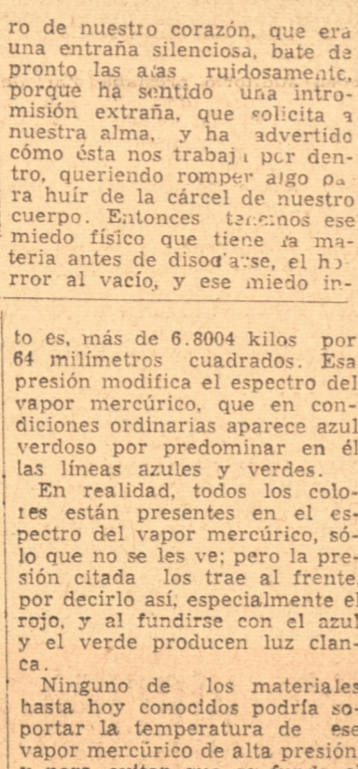 ro de nuestro corazón, que era
una entraña silenciosa, bate de
pronto las alas ruidosamente,
porque ha sentido una intro-
misión extraña, que solicita a
nuestra alma, y ha advertido
cómo ésta nos trabaja por den-
tro, queriendo romper algo pa-
ra huír de la cárcel de nuestro
cuerpo. Entonces tenemos ese
miedo físico que tiene la ma-
teria antes de disociarse, el ho-
rror al vacío, y ese miedo in-
to es, más de 6.8004 kilos por
64 milímetros cuadrados. Esa
presión modifica el espectro del
vapor mercúrico, que en con-
diciones ordinarias aparece azul
verdoso por predominar en él
las líneas azules y verdes.
En realidad, todos los colo-
res están presentes en el es-
pectro del vapor mercúrico, só-
lo que no se les ve; pero la pre-
sión citada los trae al frente
por decirlo así, especialmente el
rojo, y al fundirse con el azul
y el verde producen luz clan-
ca.
Ninguno de los materiales
hasta hoy conocidos podría so-
portar la temperatura de ese
vapor mercúrico de alta presión